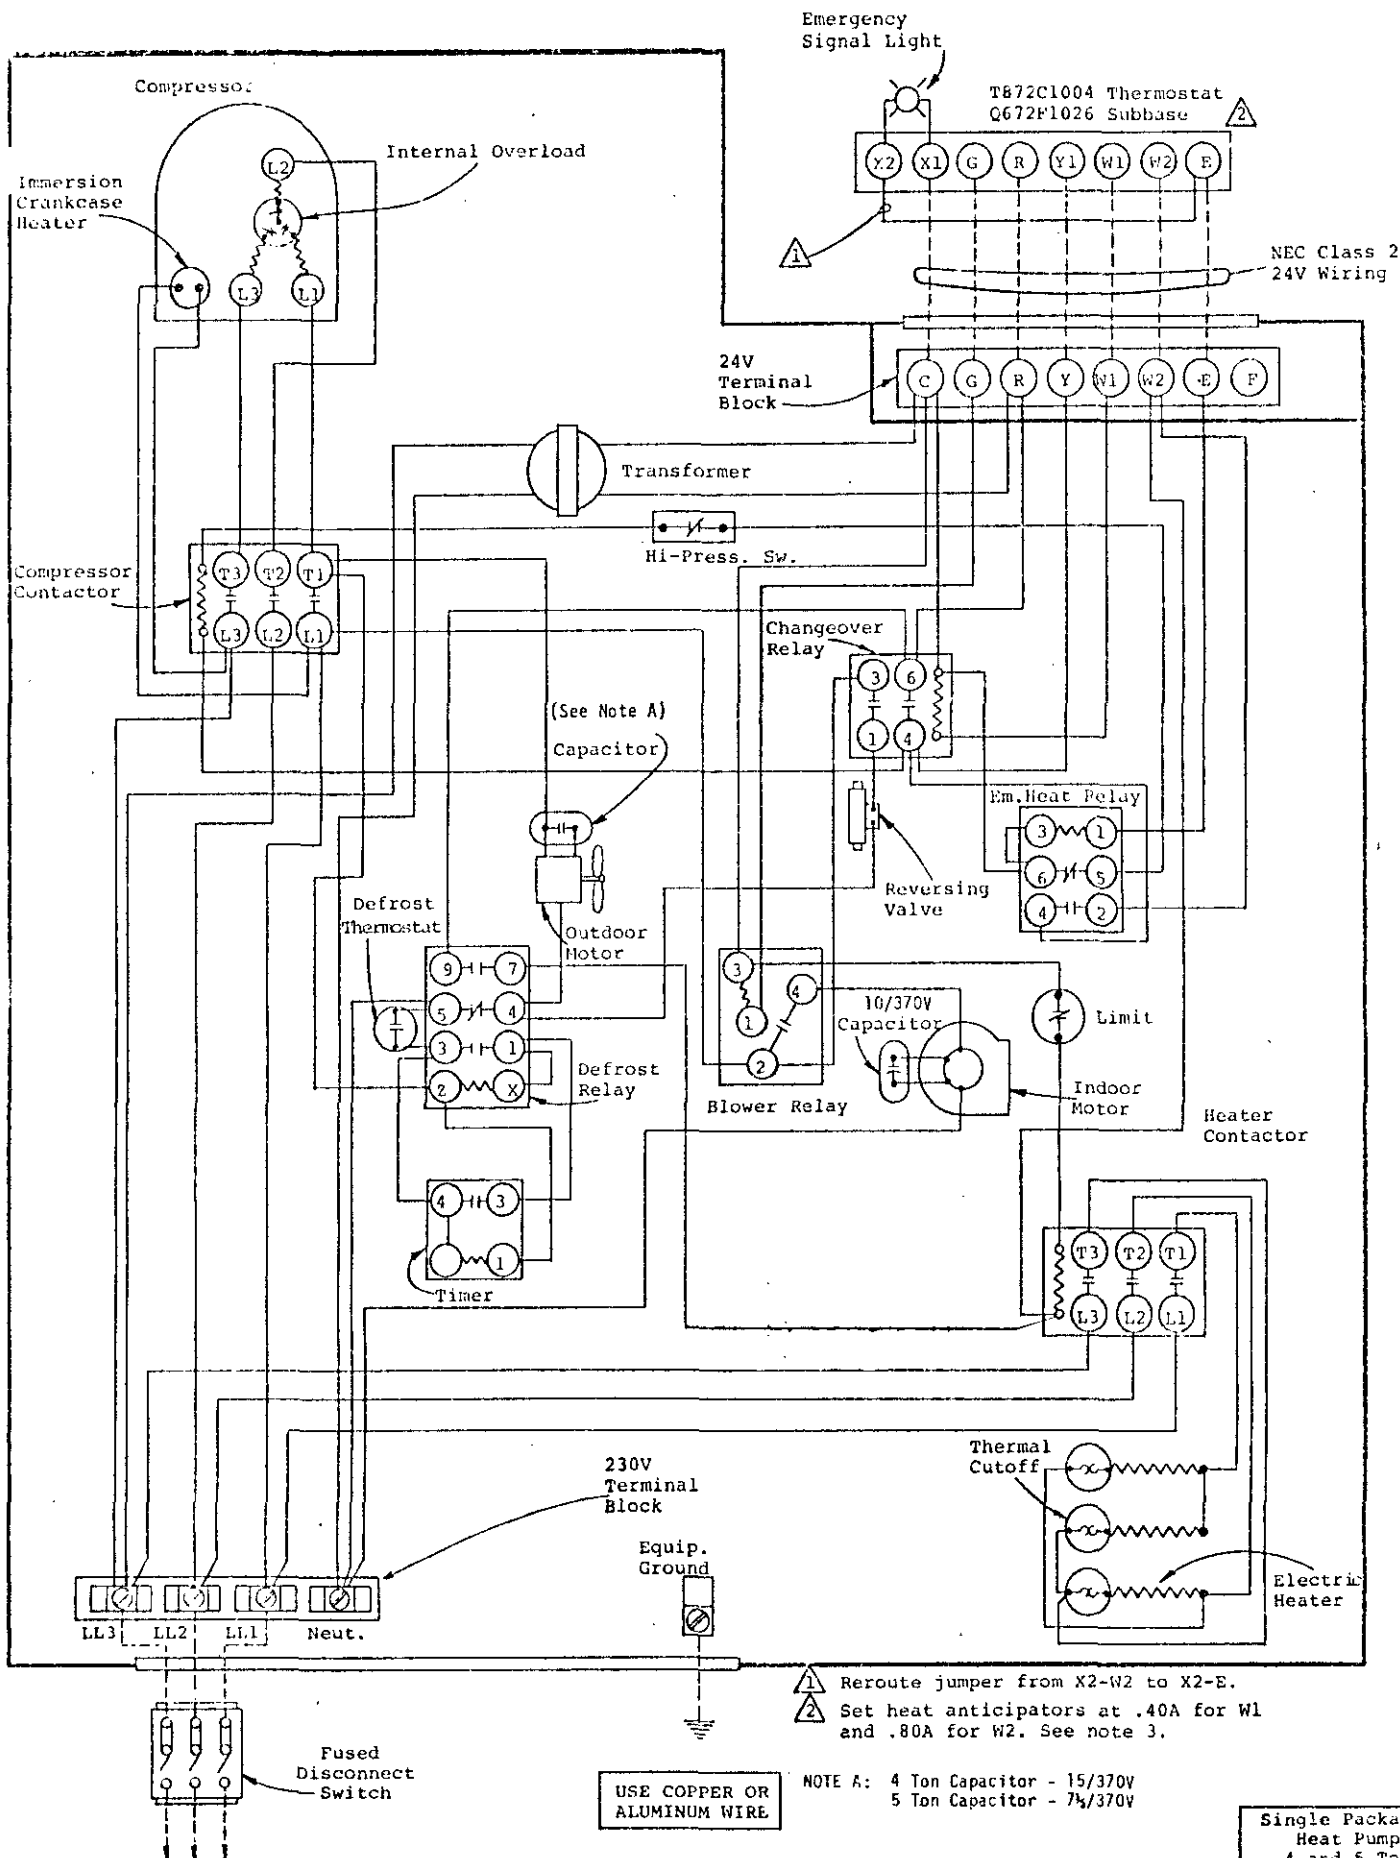 Emergency
Signal Light
T872C1004 Thermostat
Q672F1026 Subbase
2
X2 X1 G R Y1 W1 W2 E
1
NEC Class 2
24V Wiring
Compressor
L2
Internal Overload
Immersion
Crankcase
Heater
L3 L1
24V
Terminal
Block
C G R Y W1 W2 E F
Transformer
Hi-Press. Sw.
Compressor
Contactor
T3 T2 T1
L3 L2 L1
Changeover
Relay
3 6
1 4
(See Note A)
Capacitor
Em.Heat Relay
3 1
6 5
4 2
Reversing
Valve
Outdoor
Motor
Defrost
Thermostat
9 7
5 4
3 1
2 X
Defrost
Relay
3
4
1
2
Blower Relay
10/370V
Capacitor
Limit
Indoor
Motor
Heater
Contactor
4 3
1
Timer
T3 T2 T1
L3 L2 L1
Thermal
Cutoff
Electric
Heater
230V
Terminal
Block
Equip.
Ground
LL3 LL2 LL1 Neut.
Fused
Disconnect
Switch
1 Reroute jumper from X2-W2 to X2-E.
2 Set heat anticipators at .40A for W1
and .80A for W2. See note 3.
USE COPPER OR
ALUMINUM WIRE
NOTE A: 4 Ton Capacitor - 15/370V
5 Ton Capacitor - 7½/370V
Single Packa
Heat Pump
4 and 5 To